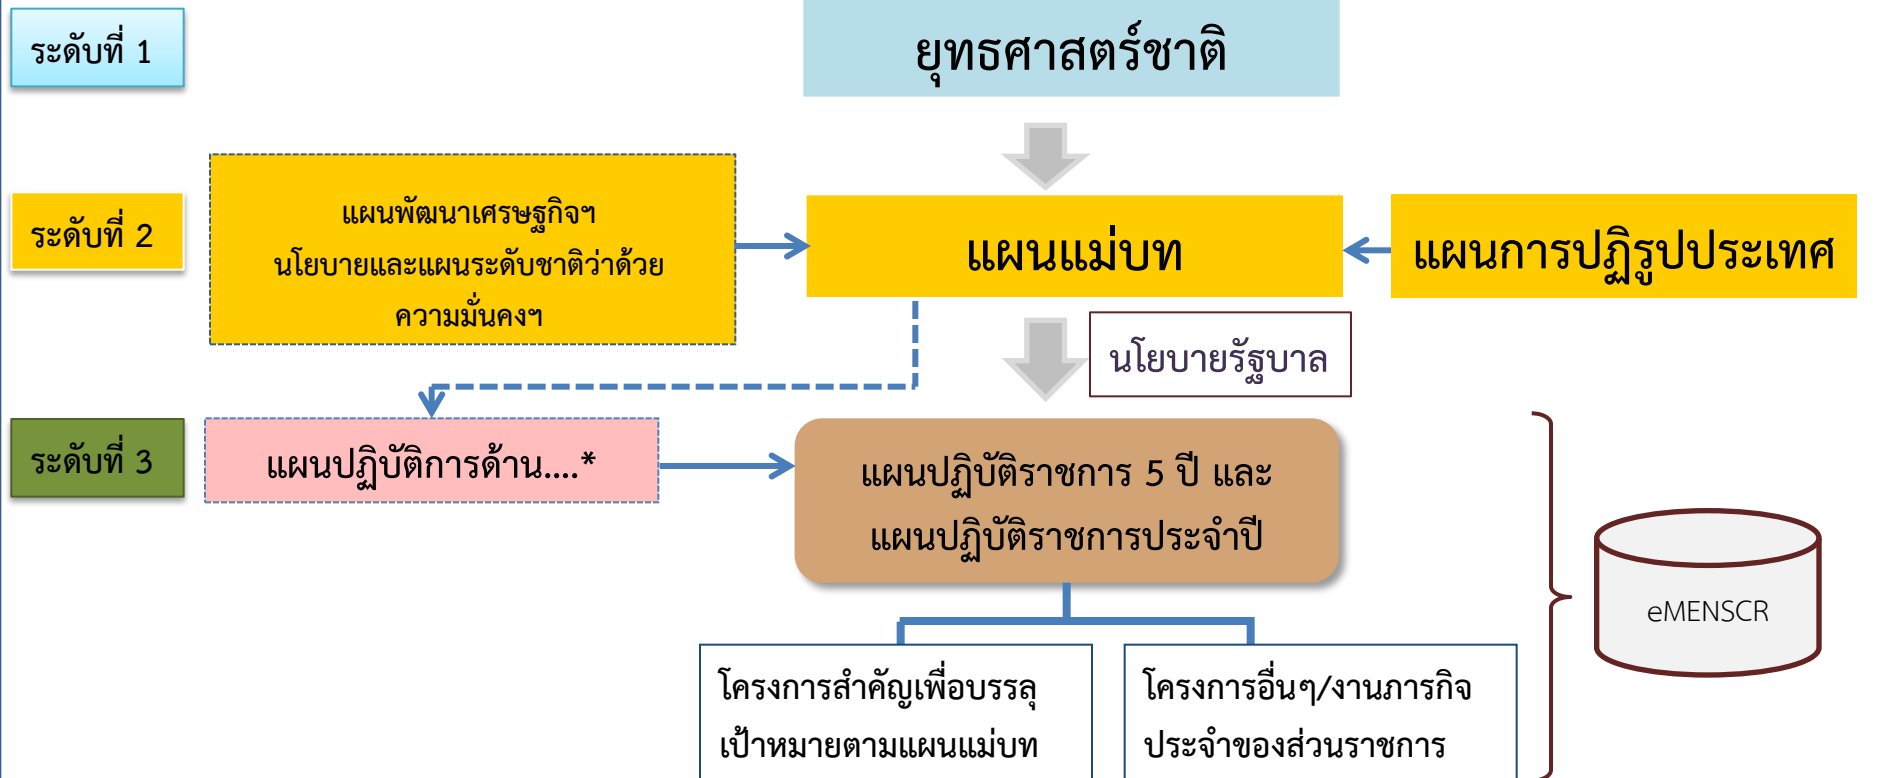 ระดับที่ 1
ยุทธศาสตร์ชาติ
ระดับที่ 2
แผนพัฒนาเศรษฐกิจฯ
นโยบายและแผนระดับชาติว่าด้วย
ความมั่นคงฯ
แผนแม่บท
แผนการปฏิรูปประเทศ
นโยบายรัฐบาล
ระดับที่ 3
แผนปฏิบัติการด้าน....*
แผนปฏิบัติราชการ 5 ปี และ
แผนปฏิบัติราชการประจำปี
eMENSCR
โครงการสำคัญเพื่อบรรลุ
เป้าหมายตามแผนแม่บท
โครงการอื่นๆ/งานภารกิจ
ประจำของส่วนราชการ